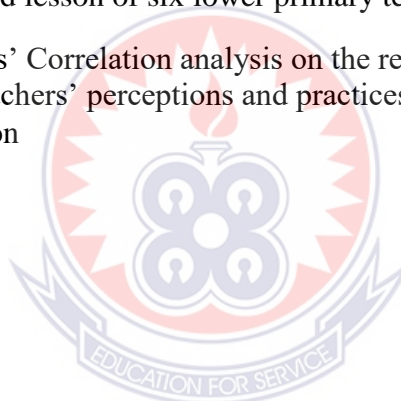 d lesson of six lower primary te
s’ Correlation analysis on the re
chers’ perceptions and practices
on
EDUCATION FOR SERVICE